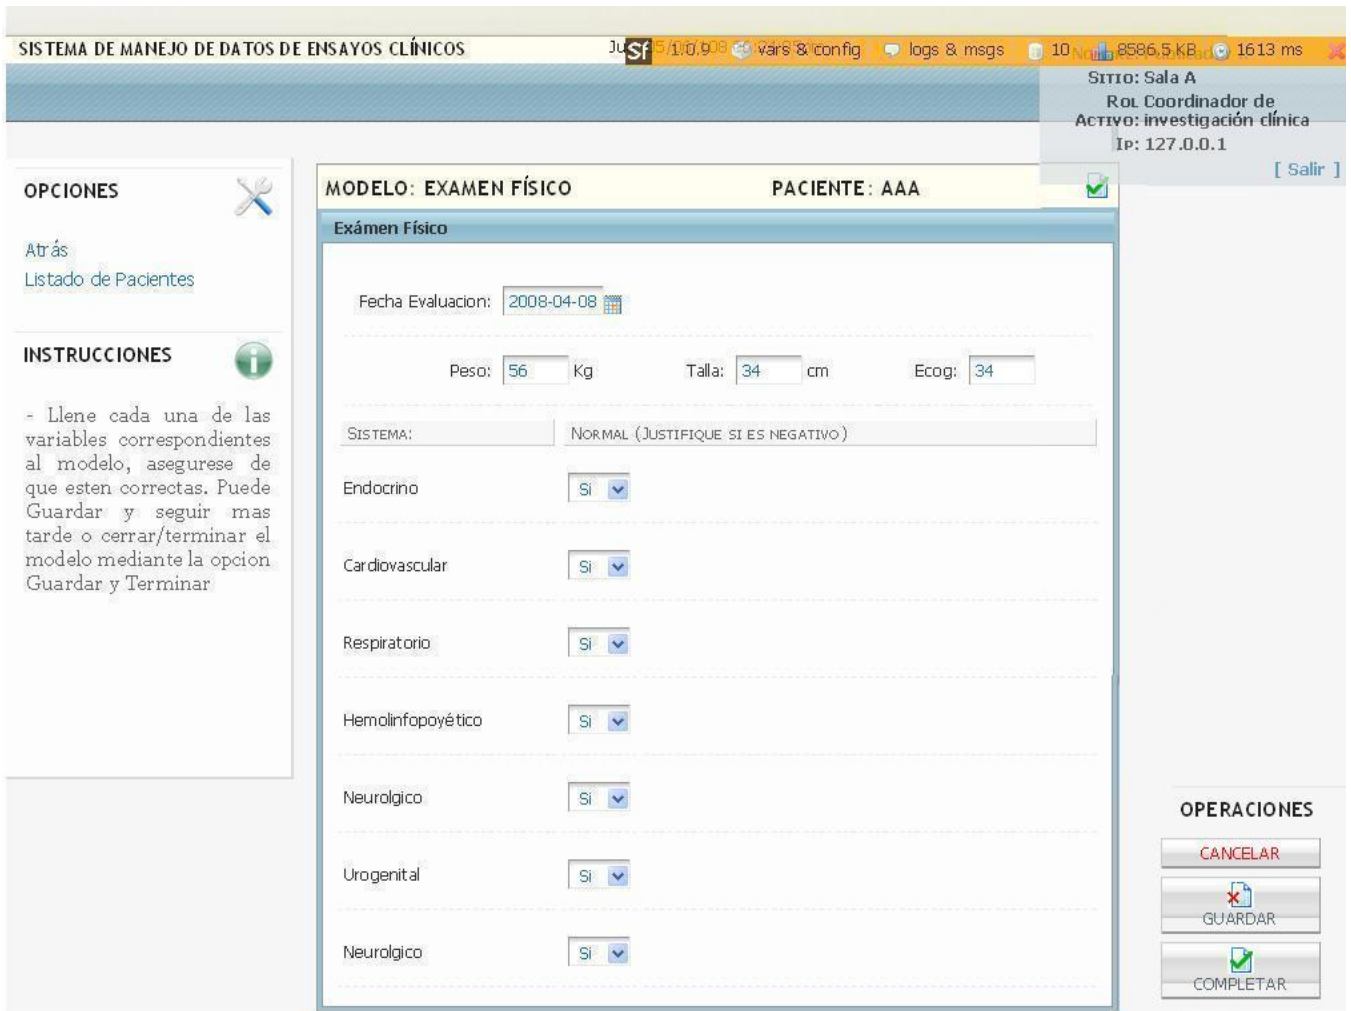 SISTEMA DE MANEJO DE DATOS DE ENSAYOS CLÍNICOS
Sf 1.0.9 vars & config logs & msgs 10 8586.5 KB 1613 ms
SITIO: Sala A
ROL Coordinador de
ACTIVO: investigación clínica
IP: 127.0.0.1
[ Salir ]
OPCIONES
Atrás
Listado de Pacientes
INSTRUCCIONES
- Llene cada una de las
variables correspondientes
al modelo, asegurese de
que esten correctas. Puede
Guardar y seguir mas
tarde o cerrar/terminar el
modelo mediante la opcion
Guardar y Terminar
MODELO: EXAMEN FÍSICO PACIENTE: AAA
Exámen Físico
Fecha Evaluacion: 2008-04-08
Peso: 56 Kg Talla: 34 cm Ecog: 34
SISTEMA: NORMAL (JUSTIFIQUE SI ES NEGATIVO)
Endocrino Si
Cardiovascular Si
Respiratorio Si
Hemolinfopoyético Si
Neurolgico Si
Urogenital Si
Neurolgico Si
OPERACIONES
CANCELAR
GUARDAR
COMPLETAR